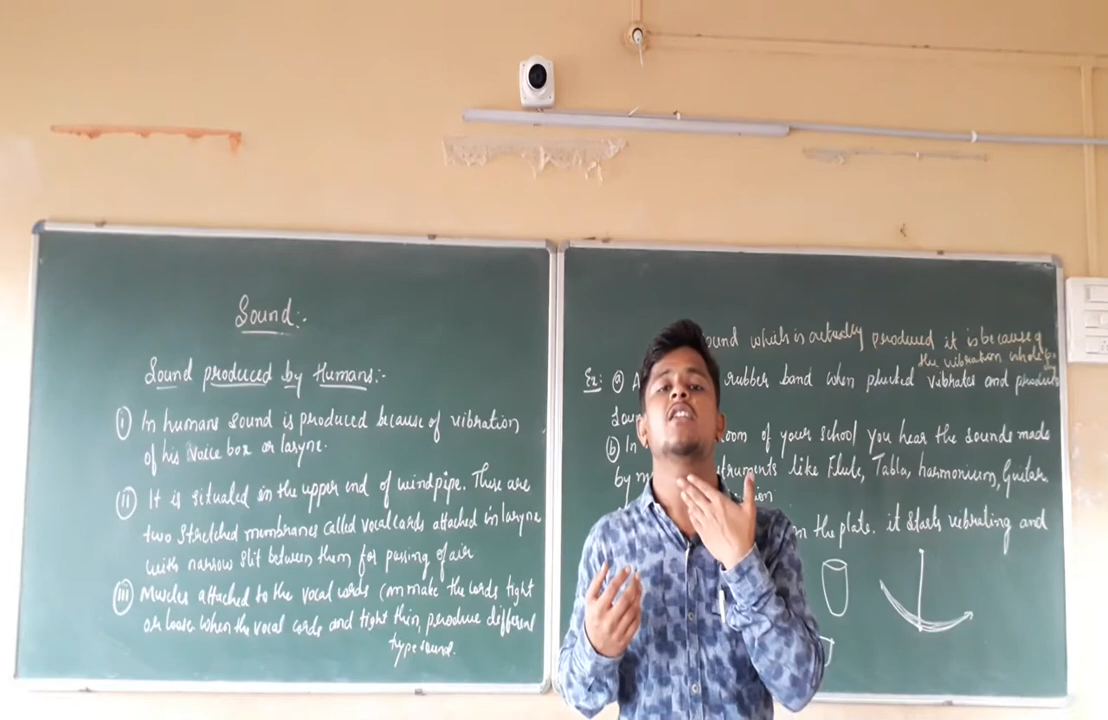 Sound:-
Sound produced by Humans:-
i) In humans sound is produced because of vibration
of his voice box or larynx.
ii) It is situated in the upper end of windpipe. There are
two stretched membranes called vocal cards attached in larynx
with narrow slit between them for passing of air
iii) Muscles attached to the vocal cords can make the cords tight
or loose when the vocal cords and tight thin, produce different
type sound.
ound which is actually produced it is because of
the vibration whole
Ex: a) A rubber band when plucked vibrates and produces
Soun
b) In oom of your school you hear the sounds made
by m struments like Flute, Tabla, harmonium, Guitar
tion
n the plate. it starts vibrating and